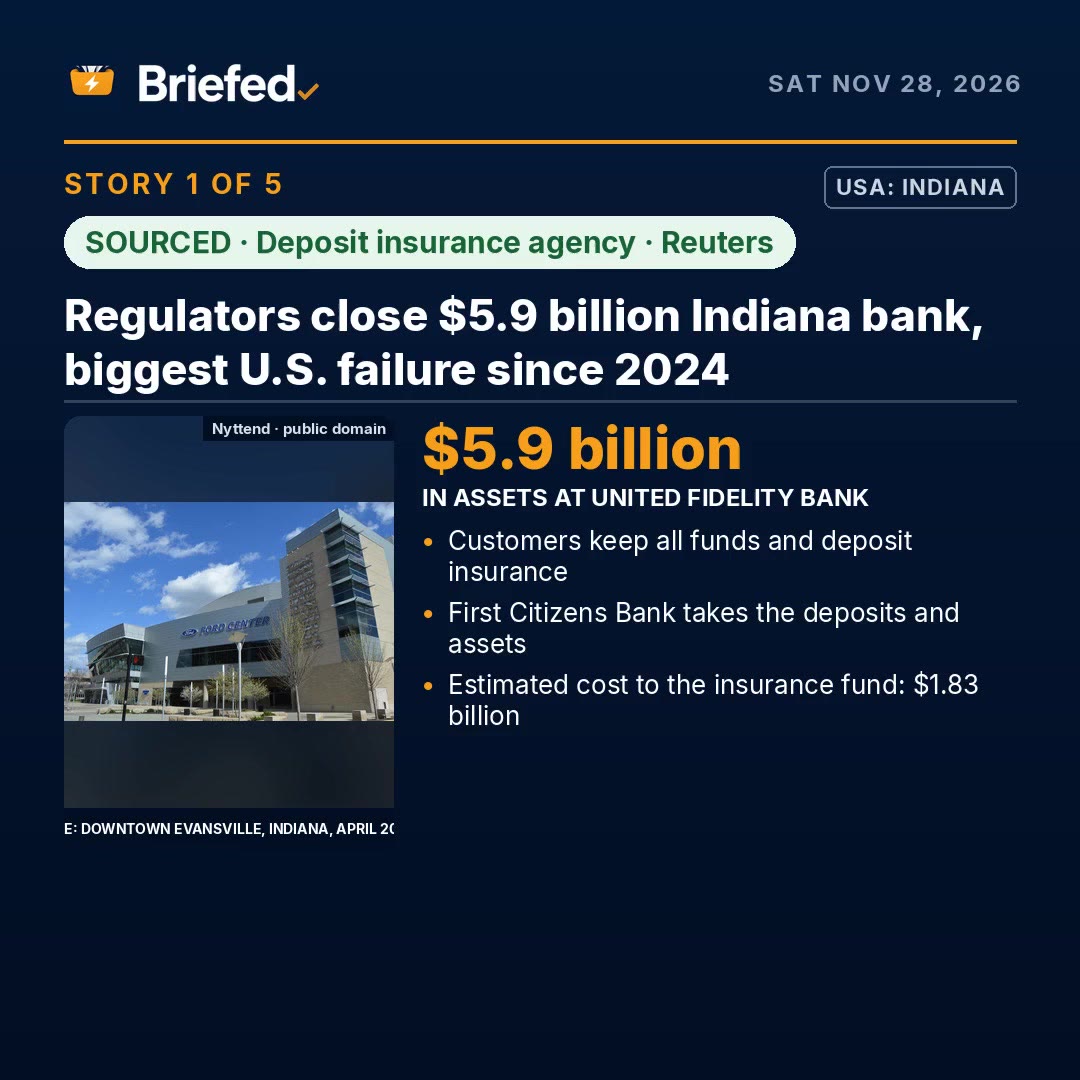 Briefed
SAT NOV 28, 2026
STORY 1 OF 5
USA: INDIANA
SOURCED · Deposit insurance agency · Reuters
Regulators close $5.9 billion Indiana bank,
biggest U.S. failure since 2024
Nyttend · public domain
FORD CENTER
$5.9 billion
IN ASSETS AT UNITED FIDELITY BANK
• Customers keep all funds and deposit
insurance
• First Citizens Bank takes the deposits and
assets
• Estimated cost to the insurance fund: $1.83
billion
E: DOWNTOWN EVANSVILLE, INDIANA, APRIL 20